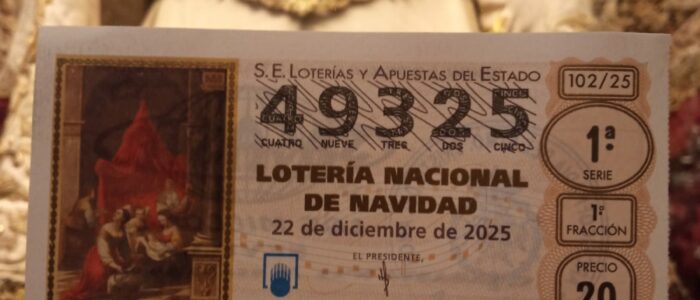 S. E. LOTERÍAS Y APUESTAS DEL ESTADO
102/25
49325
CUATRO NUEVE TRES DOS CINCO
1ª
SERIE
LOTERÍA NACIONAL
DE NAVIDAD
22 de diciembre de 2025
1ª
FRACCIÓN
EL PRESIDENTE,
PRECIO
20